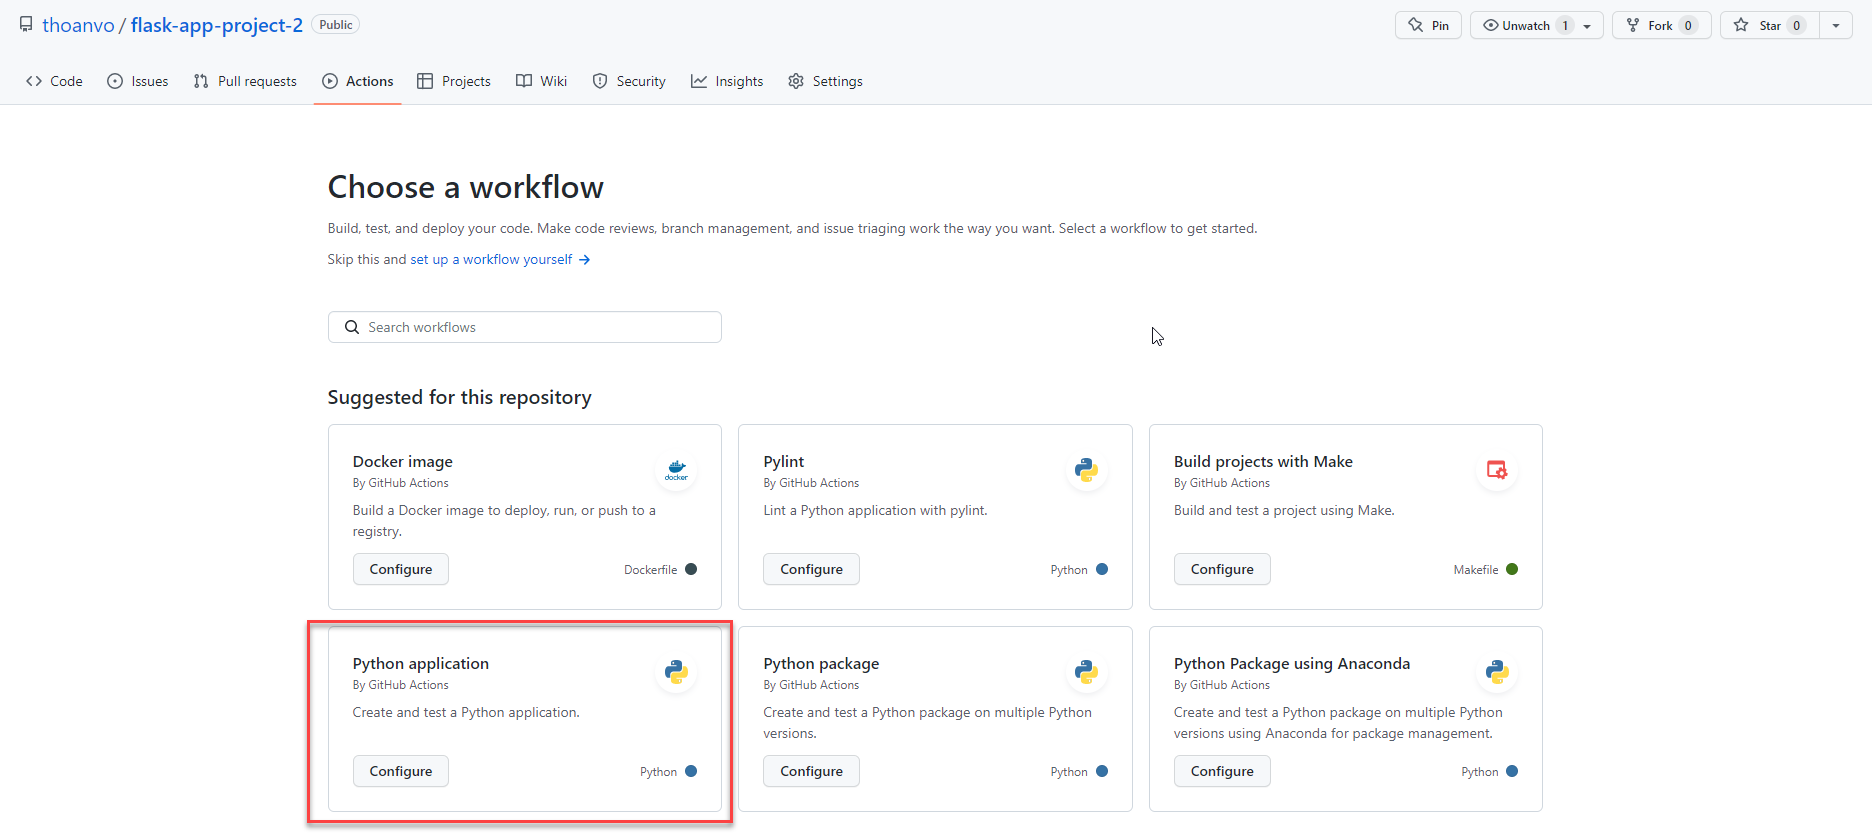 thoanvo / flask-app-project-2 Public
Pin
Unwatch 1
Fork 0
Star 0
Code
Issues
Pull requests
Actions
Projects
Wiki
Security
Insights
Settings
Choose a workflow
Build, test, and deploy your code. Make code reviews, branch management, and issue triaging work the way you want. Select a workflow to get started.
Skip this and set up a workflow yourself →
Search workflows
Suggested for this repository
Docker image
By GitHub Actions
docker
Build a Docker image to deploy, run, or push to a
registry.
Configure
Dockerfile
Pylint
By GitHub Actions
Lint a Python application with pylint.
Configure
Python
Build projects with Make
By GitHub Actions
Build and test a project using Make.
Configure
Makefile
Python application
By GitHub Actions
Create and test a Python application.
Configure
Python
Python package
By GitHub Actions
Create and test a Python package on multiple Python
versions.
Configure
Python
Python Package using Anaconda
By GitHub Actions
Create and test a Python package on multiple Python
versions using Anaconda for package management.
Configure
Python